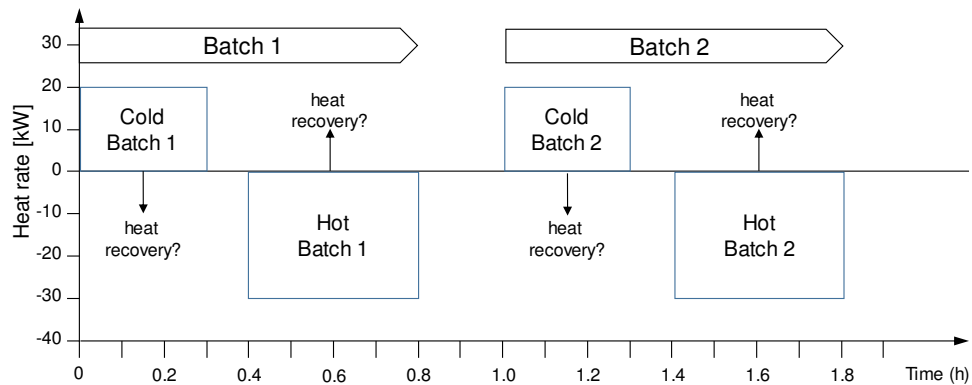 Heat rate [kW]
30
20
10
0
-10
-20
-30
-40
Batch 1
Batch 2
Cold
Batch 1
heat
recovery?
Cold
Batch 2
heat
recovery?
heat
recovery?
Hot
Batch 1
heat
recovery?
Hot
Batch 2
0
0.2
0.4
0.6
0.8
1.0
1.2
1.4
1.6
1.8
Time (h)